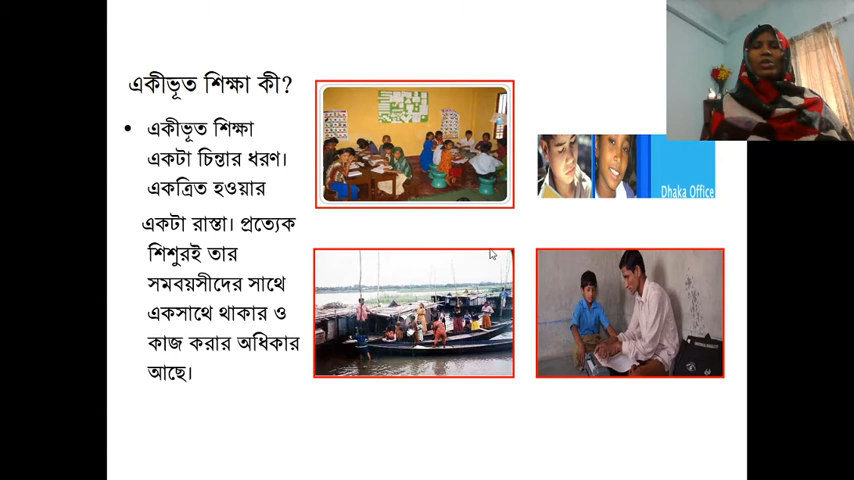 একীভূত শিক্ষা কী?
• একীভূত শিক্ষা
একটা চিন্তার ধরণ।
একত্রিত হওয়ার
একটা রাস্তা। প্রত্যেক
শিশুরই তার
সমবয়সীদের সাথে
একসাথে থাকার ও
কাজ করার অধিকার
আছে।
Dhaka Office